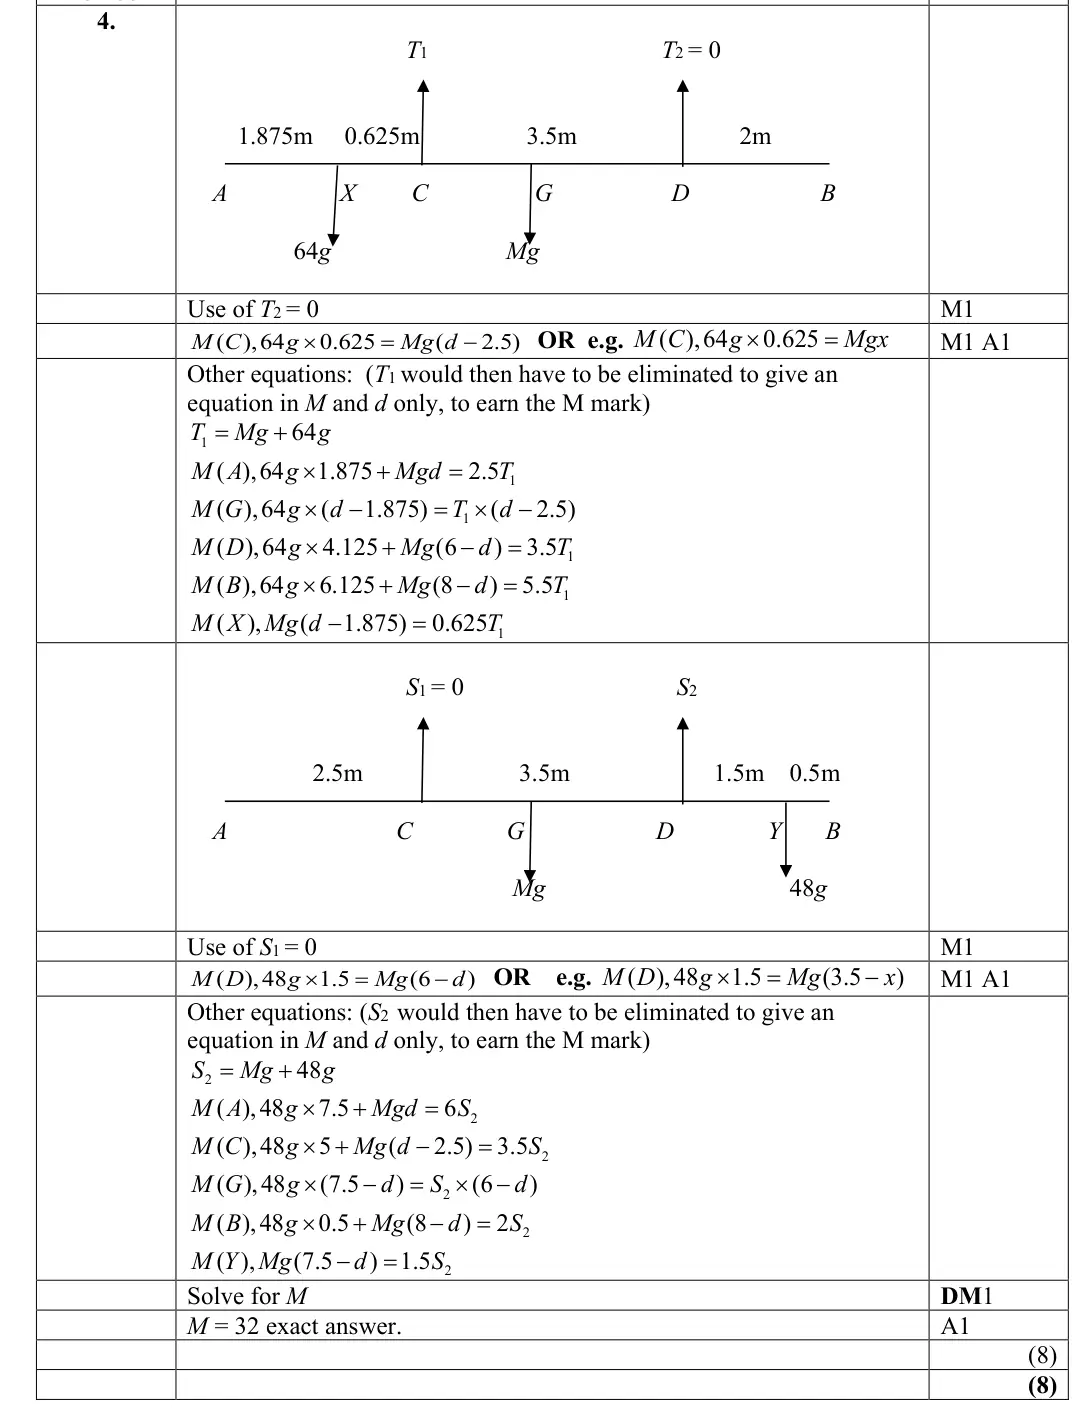 4.
T1 T2 = 0
1.875m 0.625m 3.5m 2m
A X C G D B
64g Mg
Use of T2 = 0 M1
M(C), 64g × 0.625 = Mg(d − 2.5) OR e.g. M(C), 64g × 0.625 = Mgx M1 A1
Other equations: (T1 would then have to be eliminated to give an
equation in M and d only, to earn the M mark)
T1 = Mg + 64g
M(A), 64g × 1.875 + Mgd = 2.5T1
M(G), 64g × (d − 1.875) = T1 × (d − 2.5)
M(D), 64g × 4.125 + Mg(6 − d) = 3.5T1
M(B), 64g × 6.125 + Mg(8 − d) = 5.5T1
M(X), Mg(d − 1.875) = 0.625T1
S1 = 0 S2
2.5m 3.5m 1.5m 0.5m
A C G D Y B
Mg 48g
Use of S1 = 0 M1
M(D), 48g × 1.5 = Mg(6 − d) OR e.g. M(D), 48g × 1.5 = Mg(3.5 − x) M1 A1
Other equations: (S2 would then have to be eliminated to give an
equation in M and d only, to earn the M mark)
S2 = Mg + 48g
M(A), 48g × 7.5 + Mgd = 6S2
M(C), 48g × 5 + Mg(d − 2.5) = 3.5S2
M(G), 48g × (7.5 − d) = S2 × (6 − d)
M(B), 48g × 0.5 + Mg(8 − d) = 2S2
M(Y), Mg(7.5 − d) = 1.5S2
Solve for M DM1
M = 32 exact answer. A1
(8)
(8)